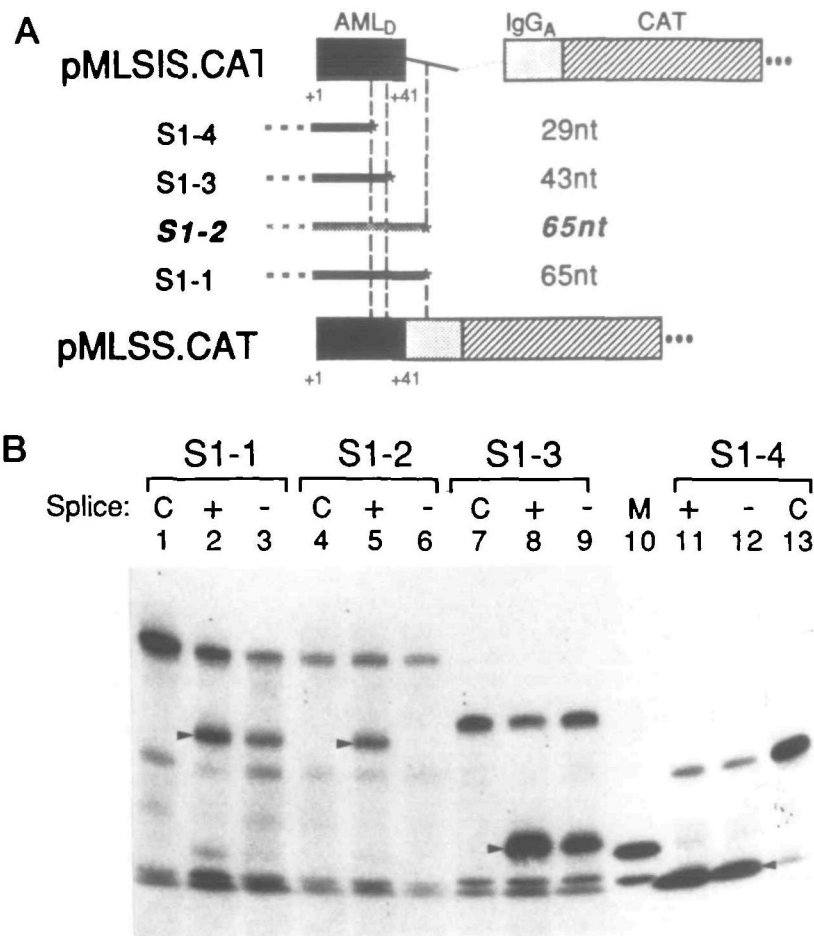 A
AMLD
IgGA
CAT
pMLSIS.CAT
+1
+41
S1-4
29nt
S1-3
43nt
S1-2
65nt
S1-1
65nt
pMLSS.CAT
+1
+41
B
S1-1 S1-2 S1-3 S1-4
Splice: C + - C + - C + - M + - C
1 2 3 4 5 6 7 8 9 10 11 12 13